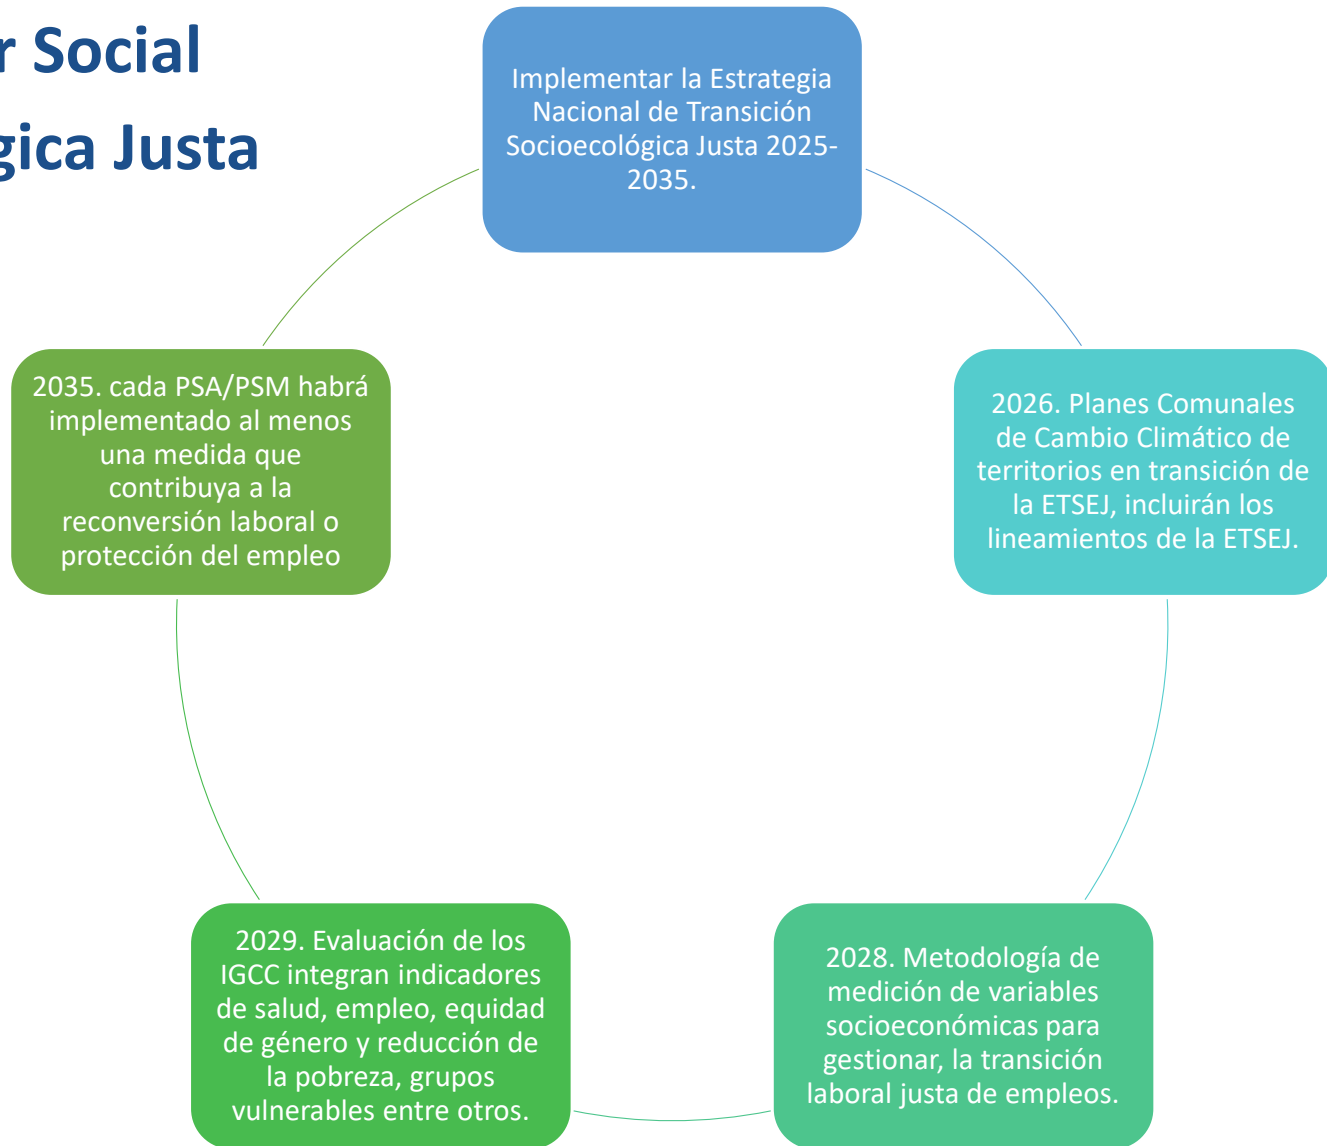 r Social
gica Justa
Implementar la Estrategia
Nacional de Transición
Socioecológica Justa 2025-
2035.
2026. Planes Comunales
de Cambio Climático de
territorios en transición de
la ETSEJ, incluirán los
lineamientos de la ETSEJ.
2028. Metodología de
medición de variables
socioeconómicas para
gestionar, la transición
laboral justa de empleos.
2029. Evaluación de los
IGCC integran indicadores
de salud, empleo, equidad
de género y reducción de
la pobreza, grupos
vulnerables entre otros.
2035. cada PSA/PSM habrá
implementado al menos
una medida que
contribuya a la
reconversión laboral o
protección del empleo